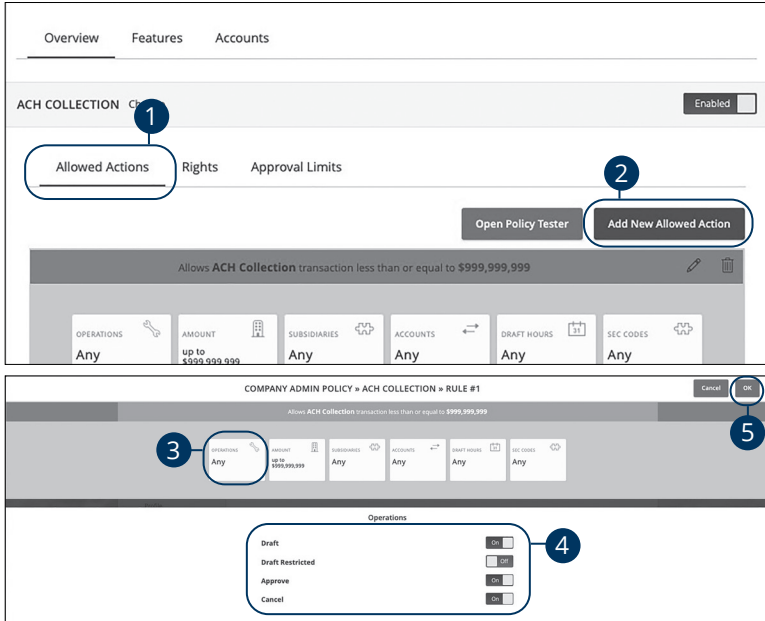 Overview Features Accounts
ACH COLLECTION
Enabled
1
Allowed Actions Rights Approval Limits
2
Open Policy Tester Add New Allowed Action
Allows ACH Collection transaction less than or equal to $999,999,999
31
OPERATIONS AMOUNT SUBSIDIARIES ACCOUNTS DRAFT HOURS SEC CODES
Any up to Any Any Any Any
$999,999,999
COMPANY ADMIN POLICY » ACH COLLECTION » RULE #1
Cancel OK
Allows ACH Collection transaction less than or equal to $999,999,999
5
3
OPERATIONS AMOUNT SUBSIDIARIES ACCOUNTS DRAFT HOURS SEC CODES
Any up to Any Any Any Any
$999,999,999
Operations
Draft On
4
Draft Restricted Off
Approve On
Cancel On